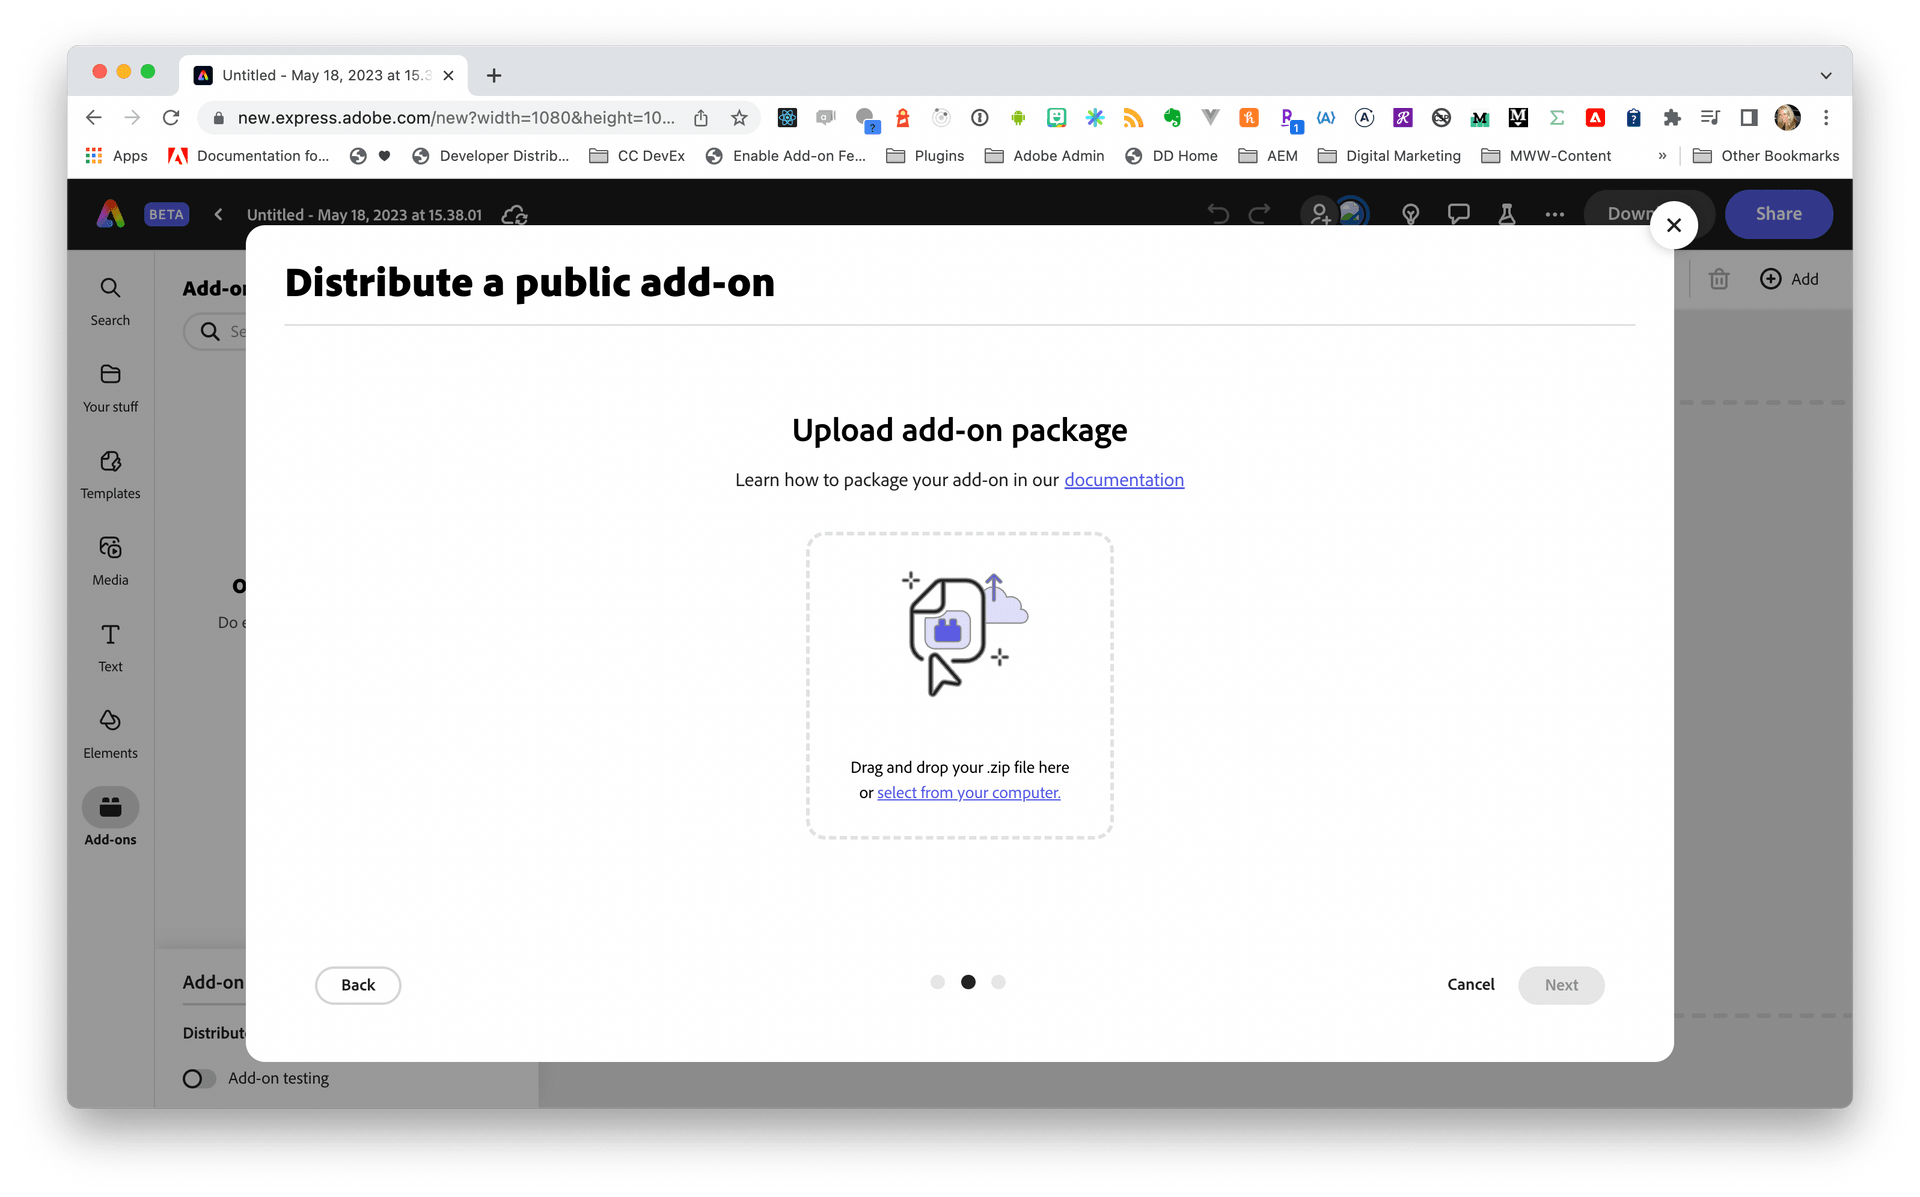 Untitled - May 18, 2023 at 15.3
new.express.adobe.com/new?width=1080&height=10...
Apps
Documentation fo...
Developer Distrib...
CC DevEx
Enable Add-on Fe...
Plugins
Adobe Admin
DD Home
AEM
Digital Marketing
MWW-Content
»
Other Bookmarks
BETA
Untitled - May 18, 2023 at 15.38.01
Down
Share
Distribute a public add-on
Add
Search
Your stuff
Templates
Media
Text
Elements
Add-ons
Add-on
Se
Do e
Upload add-on package
Learn how to package your add-on in our documentation
Drag and drop your .zip file here
or select from your computer.
Back
Cancel
Next
Add-on
Distribut
Add-on testing